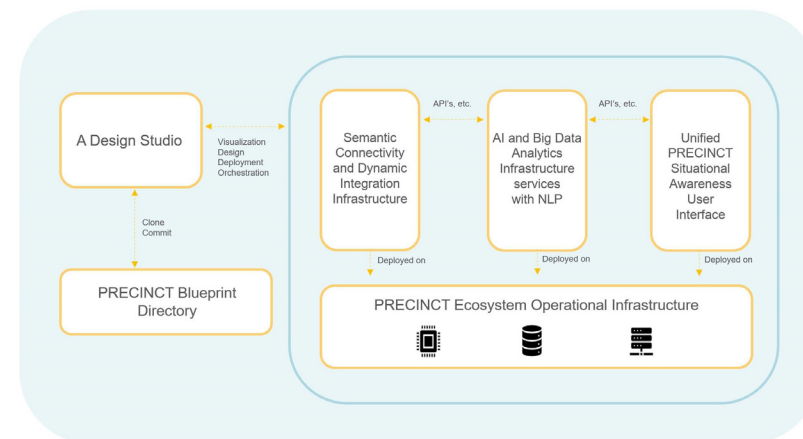 A Design Studio
Visualization
Design
Deployment
Orchestration
Clone
Commit
PRECINCT Blueprint
Directory
Semantic
Connectivity
and Dynamic
Integration
Infrastructure
API's, etc.
AI and Big Data
Analytics
Infrastructure
services
with NLP
API's, etc.
Unified
PRECINCT
Situational
Awareness
User
Interface
Deployed on
Deployed on
Deployed on
PRECINCT Ecosystem Operational Infrastructure